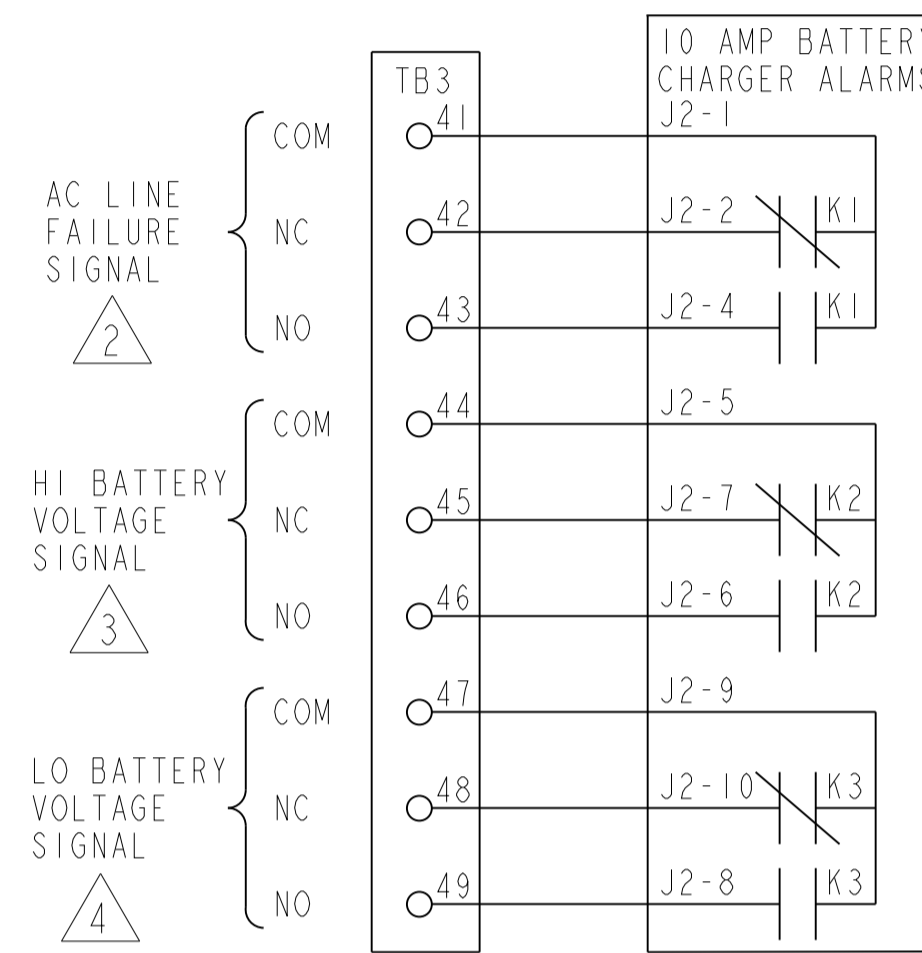 10 AMP BATTERY
CHARGER ALARMS
TB3
AC LINE
FAILURE
SIGNAL
2
COM 41 J2-1
NC 42 J2-2 K1
NO 43 J2-4 K1
HI BATTERY
VOLTAGE
SIGNAL
3
COM 44 J2-5
NC 45 J2-7 K2
NO 46 J2-6 K2
LO BATTERY
VOLTAGE
SIGNAL
4
COM 47 J2-9
NC 48 J2-10 K3
NO 49 J2-8 K3